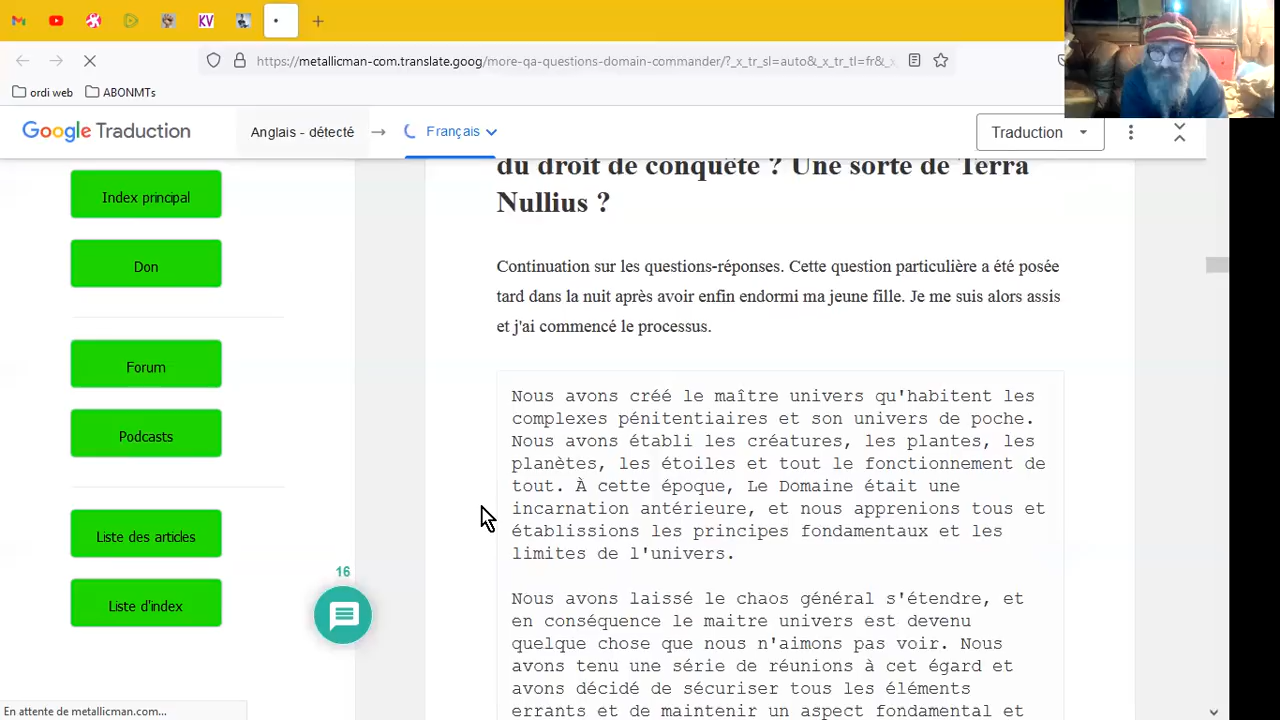 KV
https://metallicman-com.translate.goog/more-qa-questions-domain-commander/?_x_tr_sl=auto&_x_tr_tl=fr&_x
ordi web
ABONMTs
Google Traduction
Anglais - détecté
Français
Traduction
Index principal
Don
Forum
Podcasts
Liste des articles
Liste d'index
16
du droit de conquête ? Une sorte de Terra
Nullius ?
Continuation sur les questions-réponses. Cette question particulière a été posée
tard dans la nuit après avoir enfin endormi ma jeune fille. Je me suis alors assis
et j'ai commencé le processus.
Nous avons créé le maître univers qu'habitent les
complexes pénitentiaires et son univers de poche.
Nous avons établi les créatures, les plantes, les
planètes, les étoiles et tout le fonctionnement de
tout. À cette époque, Le Domaine était une
incarnation antérieure, et nous apprenions tous et
établissions les principes fondamentaux et les
limites de l'univers.
Nous avons laissé le chaos général s'étendre, et
en conséquence le maitre univers est devenu
quelque chose que nous n'aimons pas voir. Nous
avons tenu une série de réunions à cet égard et
avons décidé de sécuriser tous les éléments
errants et de maintenir un aspect fondamental et
En attente de metallicman.com...